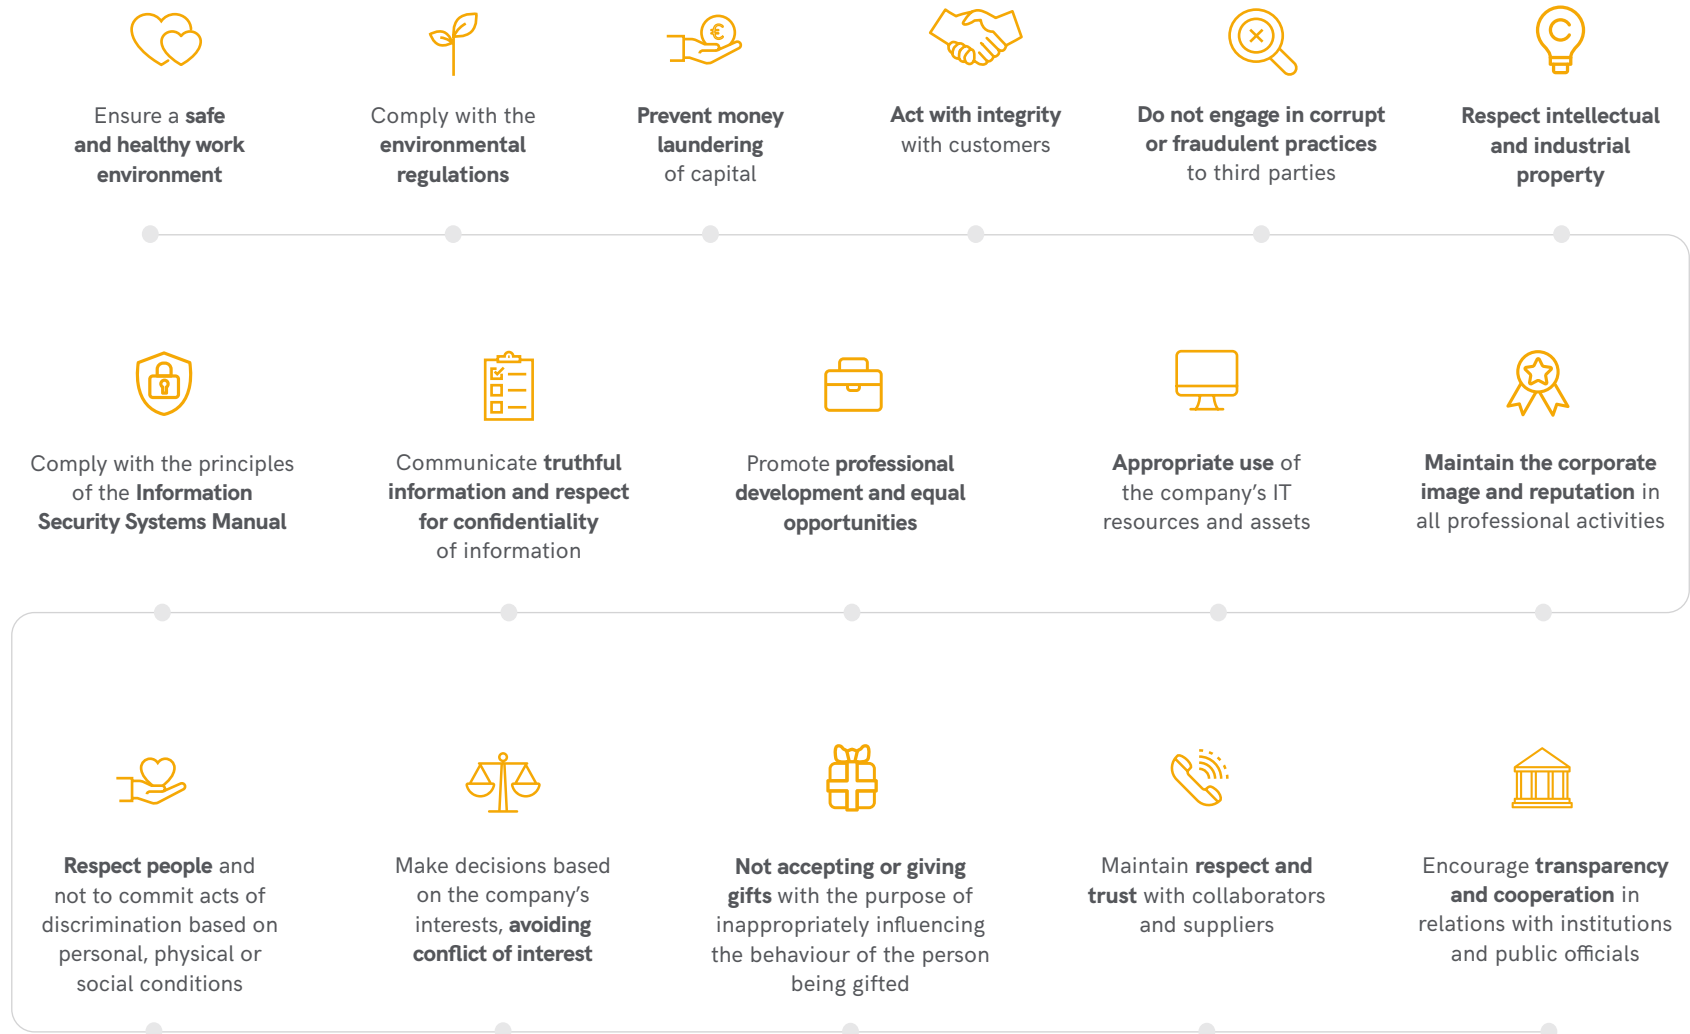 Ensure a safe
and healthy work
environment
Comply with the
environmental
regulations
Prevent money
laundering
of capital
Act with integrity
with customers
Do not engage in corrupt
or fraudulent practices
to third parties
Respect intellectual
and industrial
property
Comply with the principles
of the Information
Security Systems Manual
Communicate truthful
information and respect
for confidentiality
of information
Promote professional
development and equal
opportunities
Appropriate use of
the company’s IT
resources and assets
Maintain the corporate
image and reputation in
all professional activities
Respect people and
not to commit acts of
discrimination based on
personal, physical or
social conditions
Make decisions based
on the company’s
interests, avoiding
conflict of interest
Not accepting or giving
gifts with the purpose of
inappropriately influencing
the behaviour of the person
being gifted
Maintain respect and
trust with collaborators
and suppliers
Encourage transparency
and cooperation in
relations with institutions
and public officials